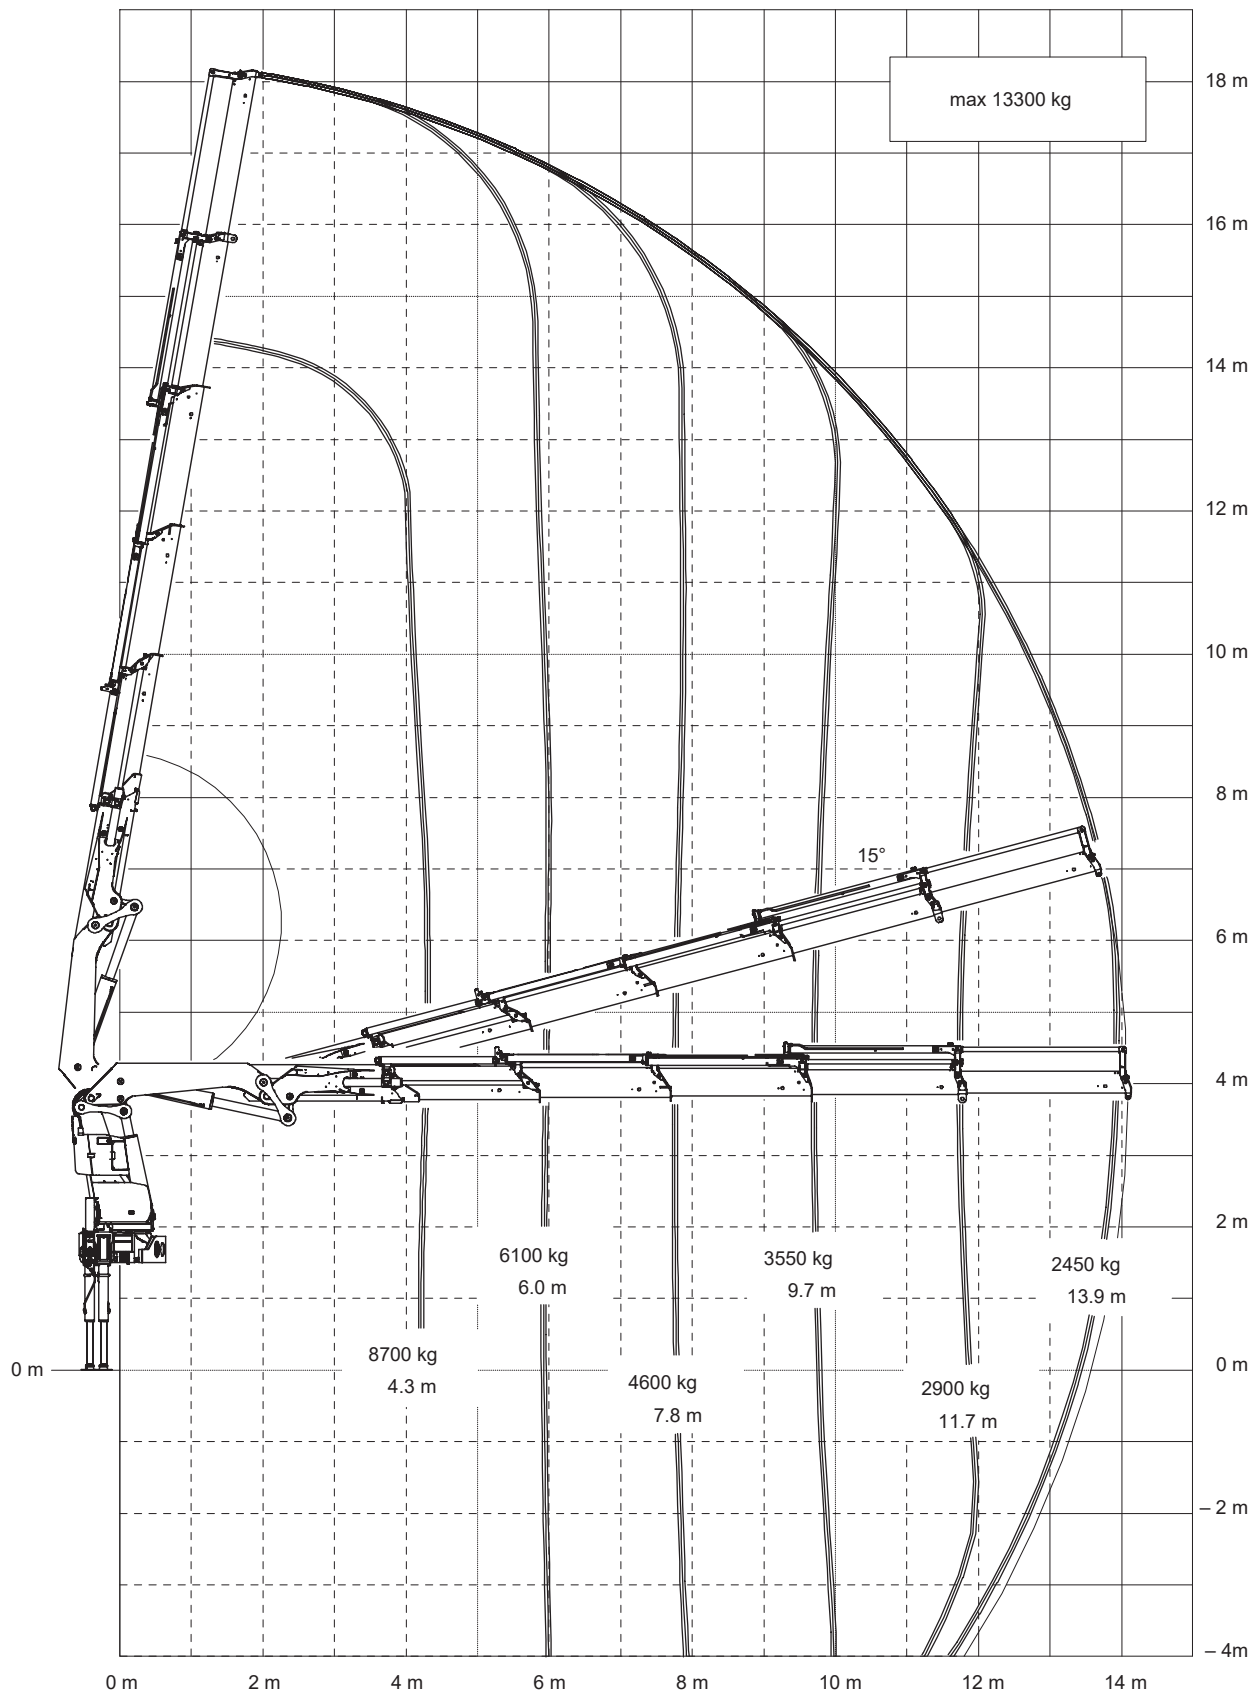 18 m
max 13300 kg
16 m
14 m
12 m
10 m
8 m
15°
6 m
4 m
2 m
6100 kg
6.0 m
3550 kg
9.7 m
2450 kg
13.9 m
0 m
8700 kg
4.3 m
4600 kg
7.8 m
2900 kg
11.7 m
0 m
– 2 m
– 4m
0 m
2 m
4 m
6 m
8 m
10 m
12 m
14 m